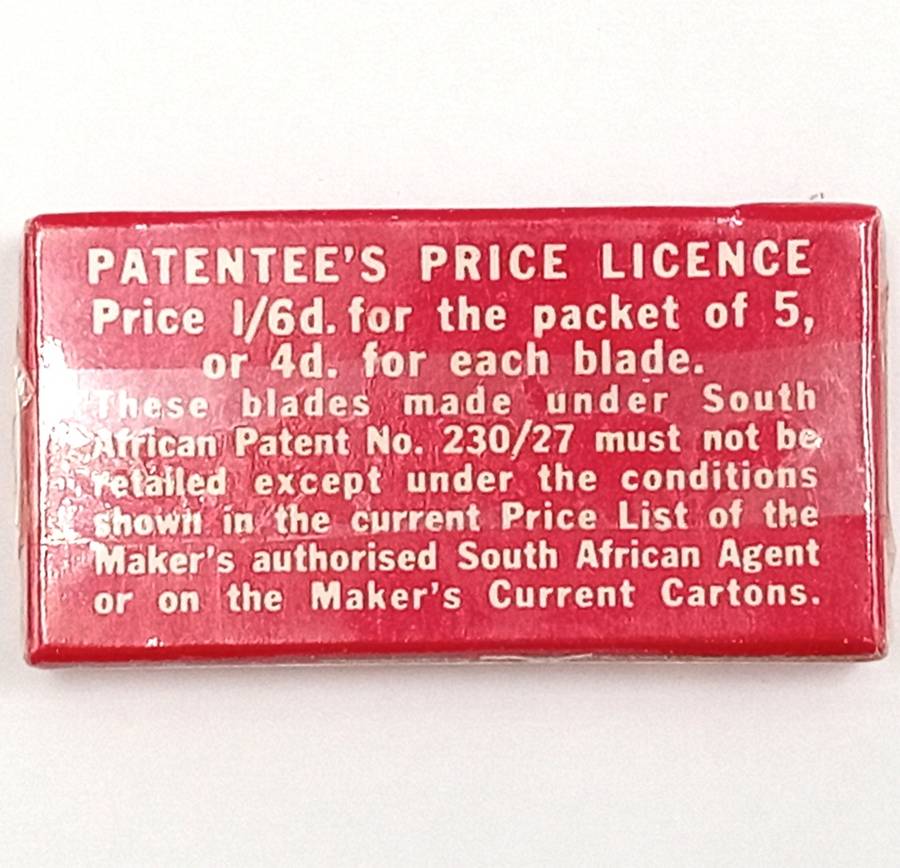 PATENTEE'S PRICE LICENCE
Price 1/6d. for the packet of 5,
or 4d. for each blade.
These blades made under South
African Patent No. 230/27 must not be
retailed except under the conditions
shown in the current Price List of the
Maker's authorised South African Agent
or on the Maker's Current Cartons.